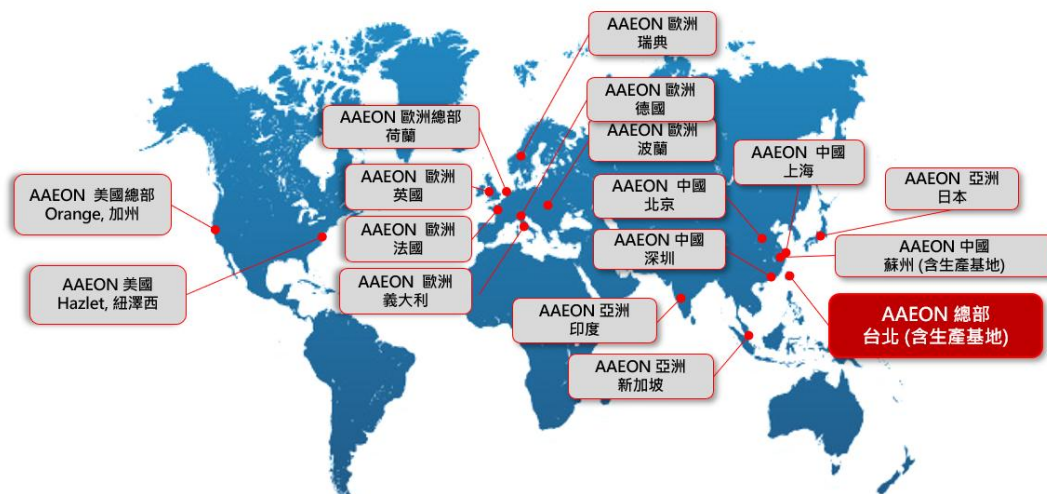 AAEON 歐洲
瑞典
AAEON 歐洲
德國
AAEON 歐洲總部
荷蘭
AAEON 歐洲
波蘭
AAEON 中國
上海
AAEON 美國總部
Orange, 加州
AAEON 歐洲
英國
AAEON 中國
北京
AAEON 亞洲
日本
AAEON 歐洲
法國
AAEON 中國
深圳
AAEON 中國
蘇州 (含生產基地)
AAEON 美國
Hazlet, 紐澤西
AAEON 歐洲
義大利
AAEON 亞洲
印度
AAEON 總部
台北 (含生產基地)
AAEON 亞洲
新加坡